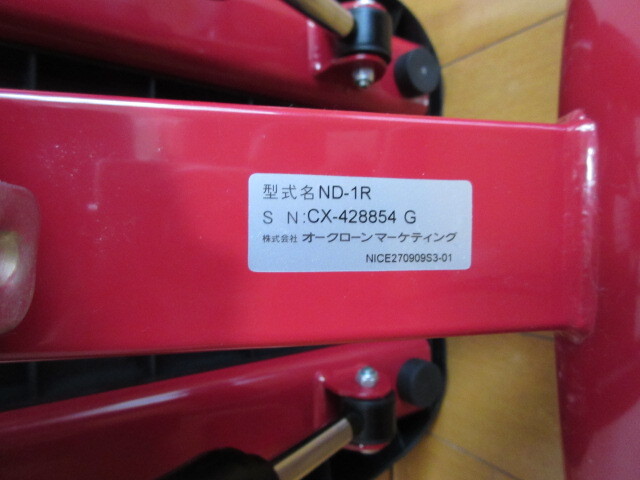 型式名ND-1R
S N:CX-428854 G
株式会社 オークローンマーケティング
NICE270909S3-01